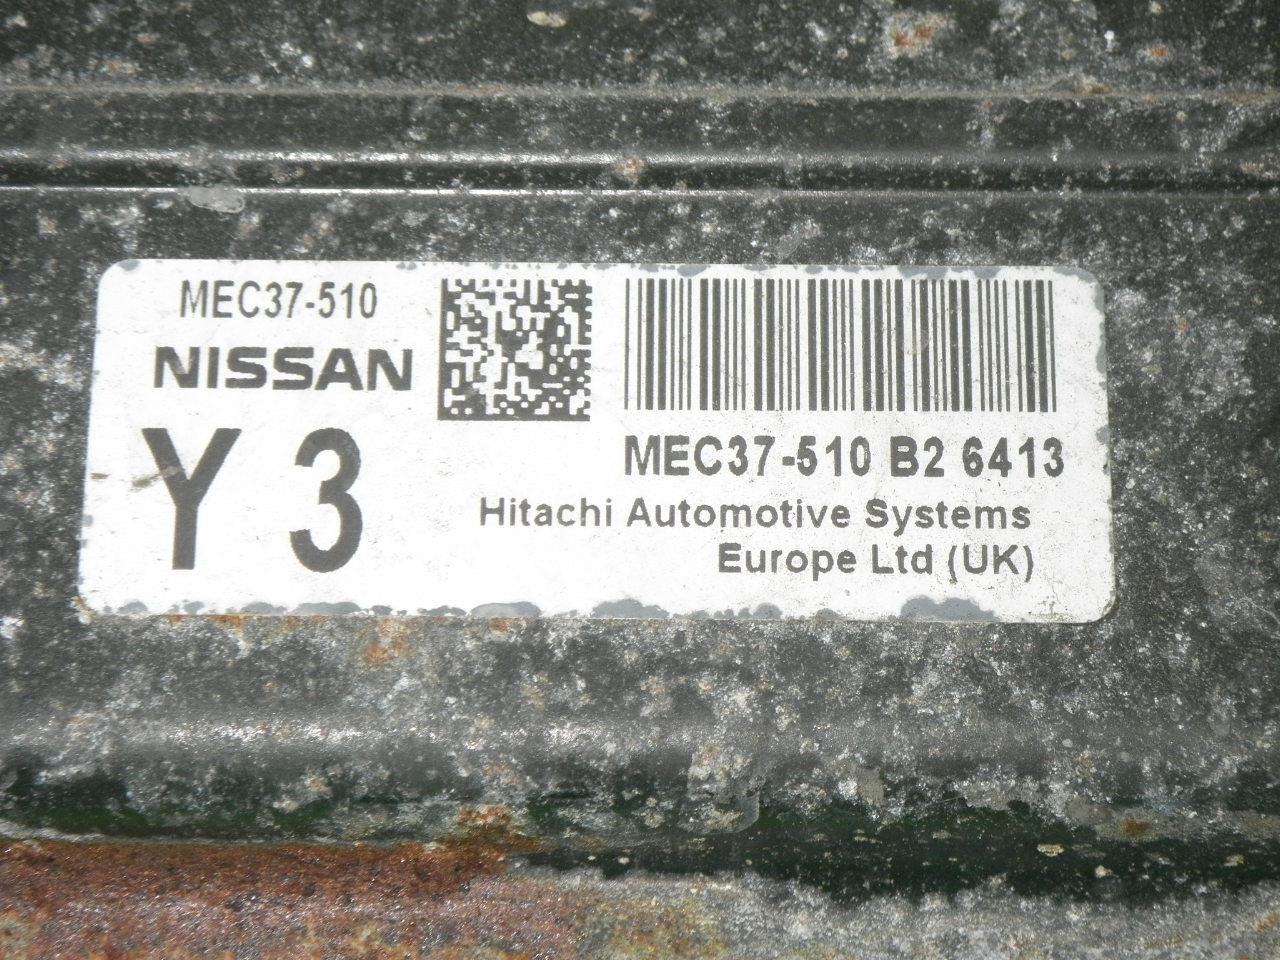 MEC37-510
NISSAN
Y 3
MEC37-510 B2 6413
Hitachi Automotive Systems
Europe Ltd (UK)